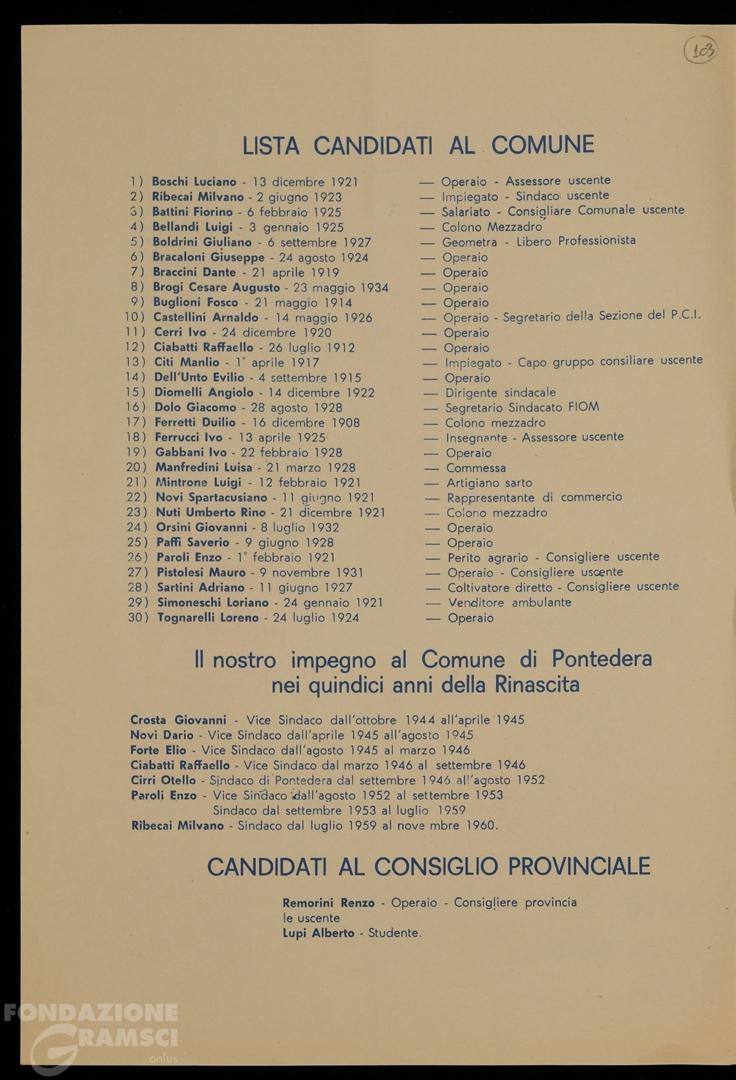 103
LISTA CANDIDATI AL COMUNE
1) Boschi Luciano - 13 dicembre 1921 — Operaio - Assessore uscente
2) Ribecai Milvano - 2 giugno 1923 — Impiegato - Sindaco uscente
3) Battini Fiorino - 6 febbraio 1925 — Salariato - Consigliare Comunale uscente
4) Bellandi Luigi - 3 gennaio 1925 — Colono Mezzadro
5) Boldrini Giuliano - 6 settembre 1927 — Geometra - Libero Professionista
6) Bracaloni Giuseppe - 24 agosto 1924 — Operaio
7) Braccini Dante - 21 aprile 1919 — Operaio
8) Brogi Cesare Augusto - 23 maggio 1934 — Operaio
9) Buglioni Fosco - 21 maggio 1914 — Operaio
10) Castellini Arnaldo - 14 maggio 1926 — Operaio - Segretario della Sezione del P.C.I.
11) Cerri Ivo - 24 dicembre 1920 — Operaio
12) Ciabatti Raffaello - 26 luglio 1912 — Operaio
13) Citi Manlio - 1° aprile 1917 — Impiegato - Capo gruppo consiliare uscente
14) Dell'Unto Evilio - 4 settembre 1915 — Operaio
15) Diomelli Angiolo - 14 dicembre 1922 — Dirigente sindacale
16) Dolo Giacomo - 28 agosto 1928 — Segretario Sindacato FIOM
17) Ferretti Duilio - 16 dicembre 1908 — Colono mezzadro
18) Ferrucci Ivo - 13 aprile 1925 — Insegnante - Assessore uscente
19) Gabbani Ivo - 22 febbraio 1928 — Operaio
20) Manfredini Luisa - 21 marzo 1928 — Commessa
21) Mintrone Luigi - 12 febbraio 1921 — Artigiano sarto
22) Novi Spartacusiano - 11 giugno 1921 — Rappresentante di commercio
23) Nuti Umberto Rino - 21 dicembre 1921 — Colono mezzadro
24) Orsini Giovanni - 8 luglio 1932 — Operaio
25) Paffi Saverio - 9 giugno 1928 — Operaio
26) Paroli Enzo - 1° febbraio 1921 — Perito agrario - Consigliere uscente
27) Pistolesi Mauro - 9 novembre 1931 — Operaio - Consigliere uscente
28) Sartini Adriano - 11 giugno 1927 — Coltivatore diretto - Consigliere uscente
29) Simoneschi Loriano - 24 gennaio 1921 — Venditore ambulante
30) Tognarelli Loreno - 24 luglio 1924 — Operaio
Il nostro impegno al Comune di Pontedera
nei quindici anni della Rinascita
Crosta Giovanni - Vice Sindaco dall'ottobre 1944 all'aprile 1945
Novi Dario - Vice Sindaco dall'aprile 1945 all'agosto 1945
Forte Elio - Vice Sindaco dall'agosto 1945 al marzo 1946
Ciabatti Raffaello - Vice Sindaco dal marzo 1946 al settembre 1946
Cirri Otello - Sindaco di Pontedera dal settembre 1946 all'agosto 1952
Paroli Enzo - Vice Sindaco dall'agosto 1952 al settembre 1953
Sindaco dal settembre 1953 al luglio 1959
Ribecai Milvano - Sindaco dal luglio 1959 al nove mbre 1960.
CANDIDATI AL CONSIGLIO PROVINCIALE
Remorini Renzo - Operaio - Consigliere provincia
le uscente
Lupi Alberto - Studente.
FONDAZIONE
GRAMSCI
onlus